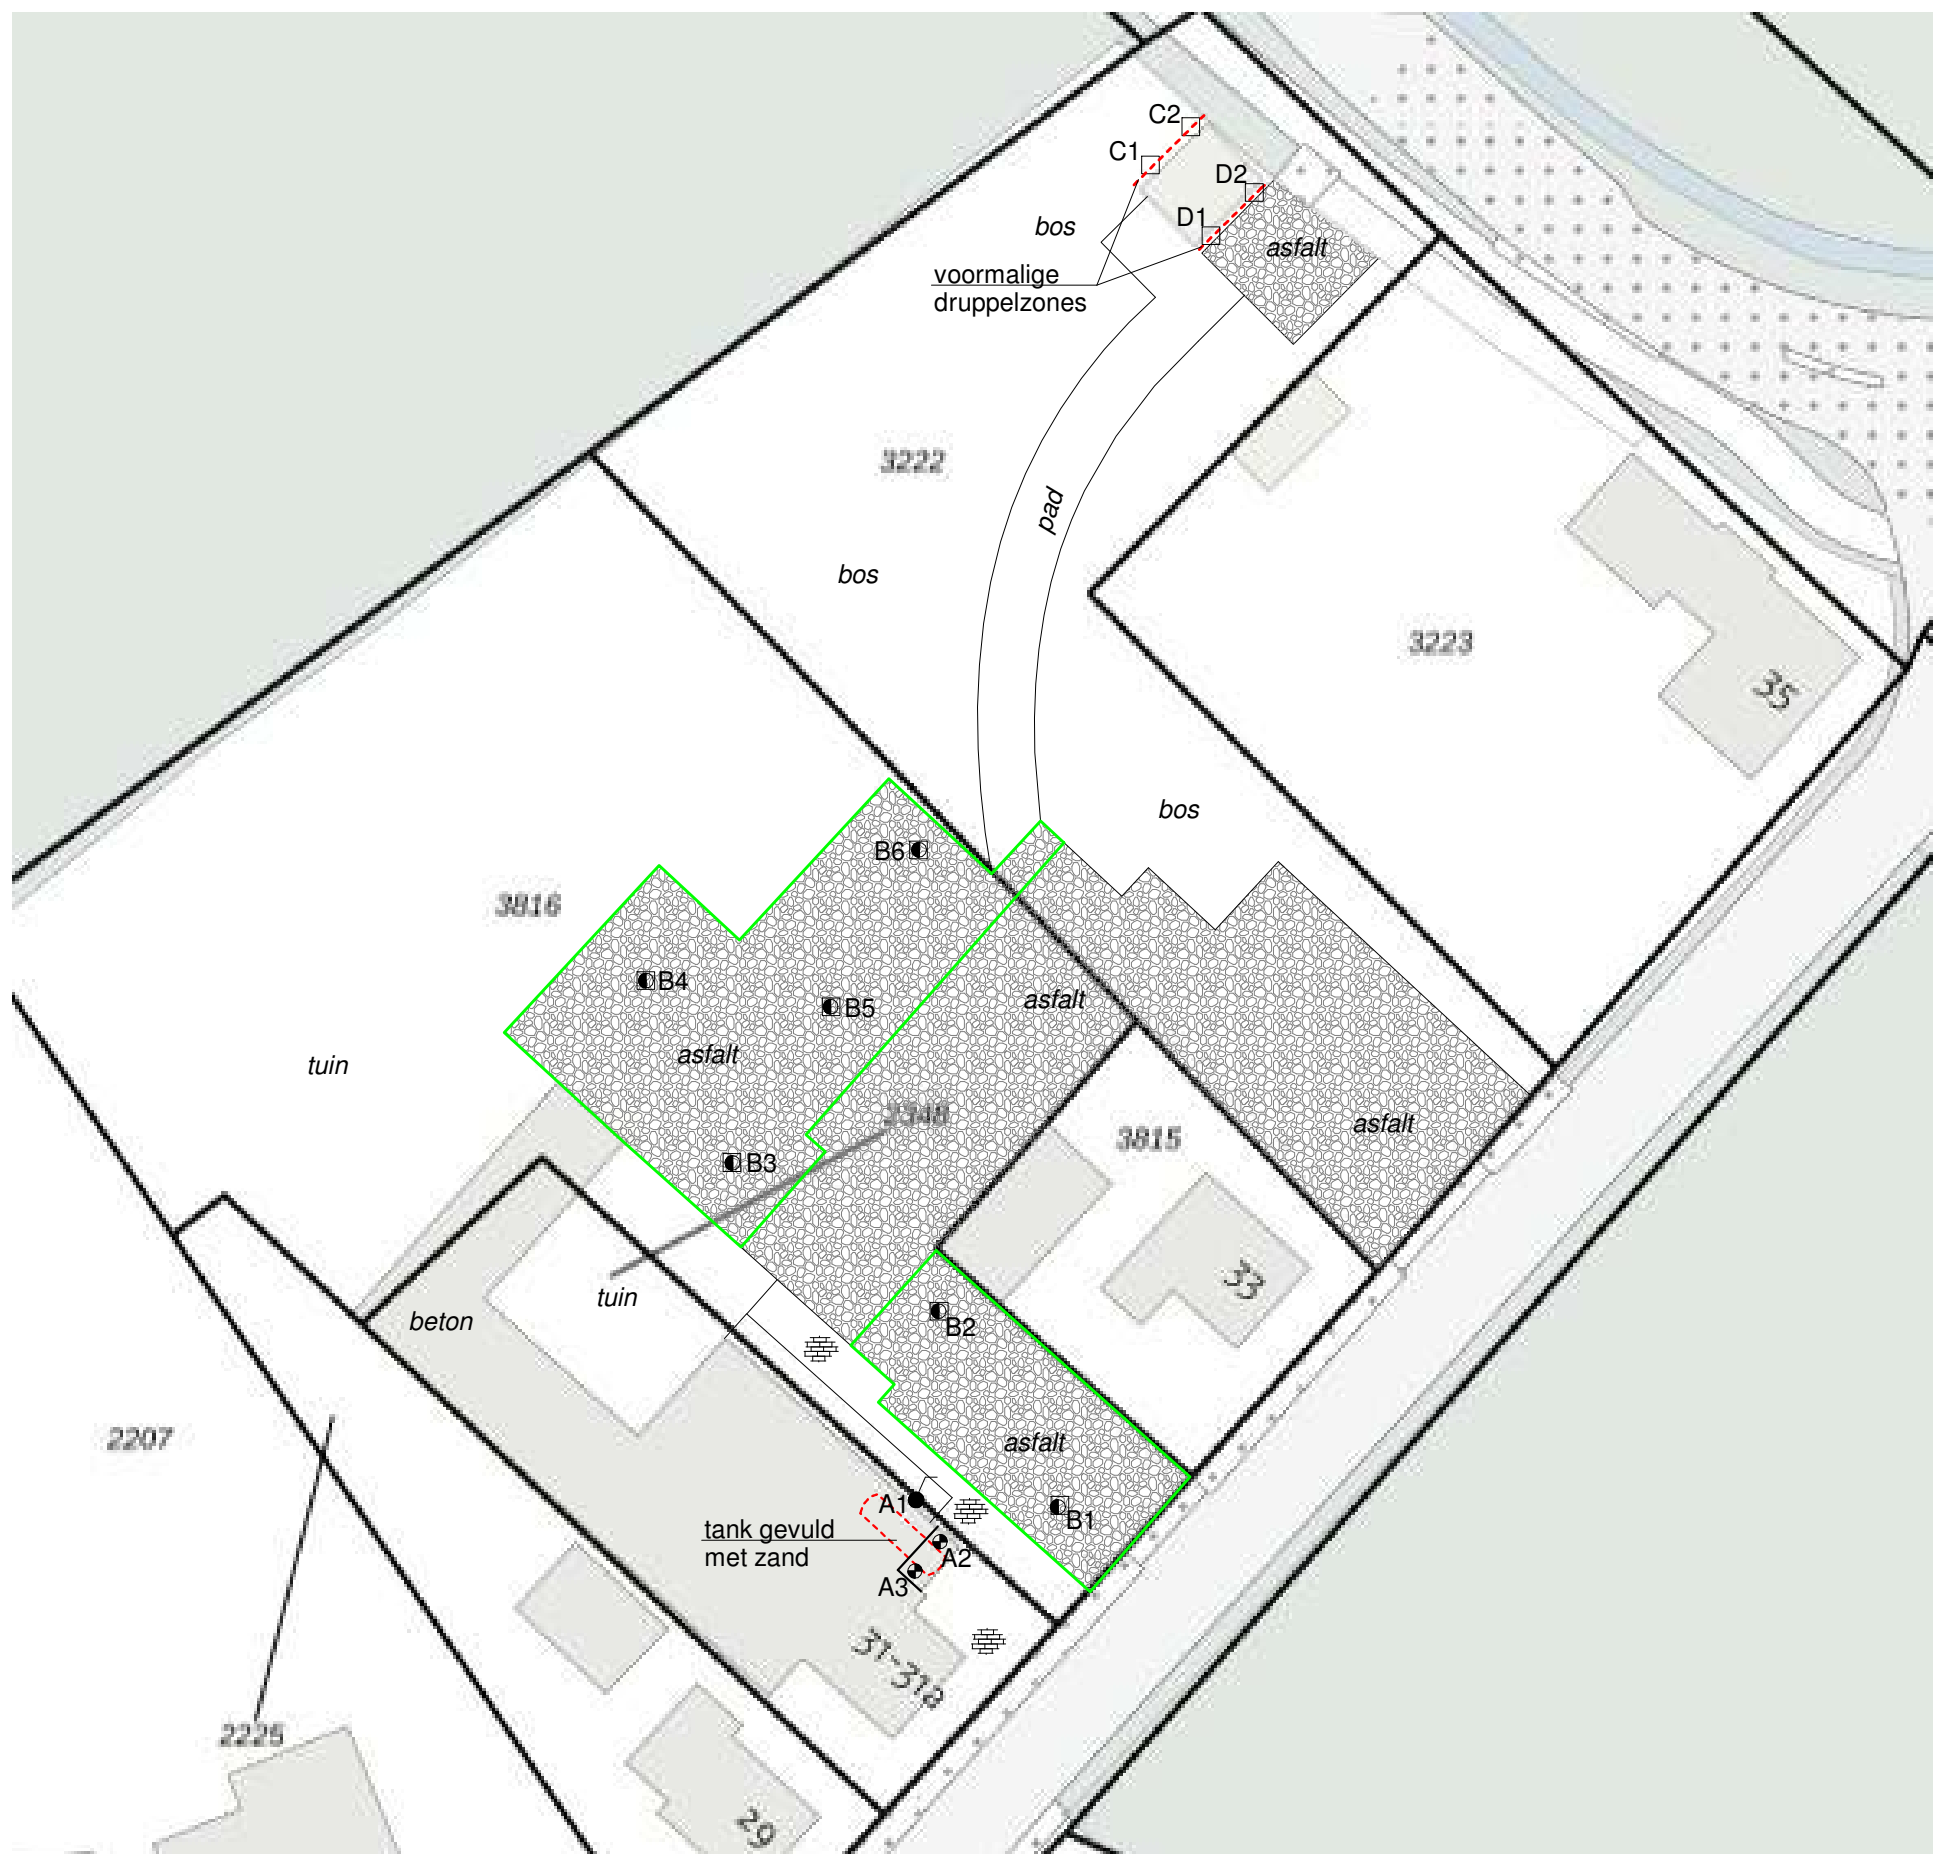 C2
C1
D2
D1
bos
asfalt
voormalige
druppelzones
3222
pad
bos
3223
35
bos
B6
3816
B4
B5
asfalt
asfalt
tuin
2348
3815
asfalt
B3
33
tuin
beton
B2
2207
asfalt
A1
B1
tank gevuld
met zand
A2
A3
31-31a
2225
29